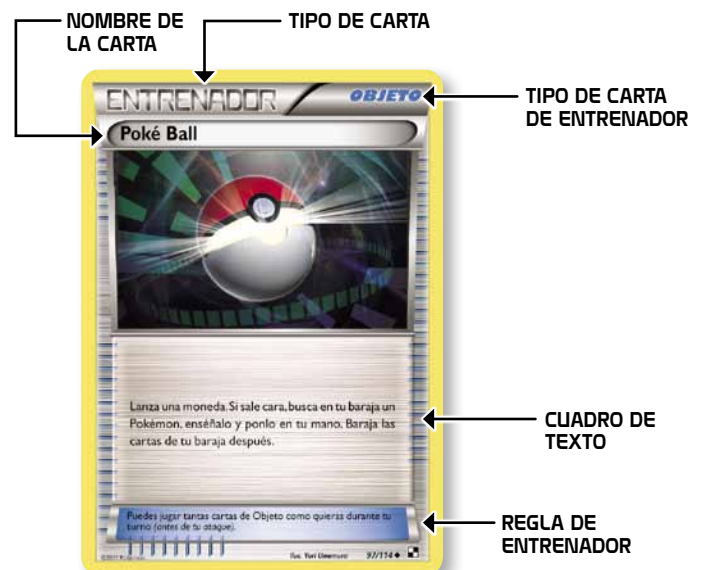 NOMBRE DE
LA CARTA
TIPO DE CARTA
ENTRENADOR
OBJETO
TIPO DE CARTA
DE ENTRENADOR
Poké Ball
Lanza una moneda. Si sale cara, busca en tu baraja un
Pokémon, enséñalo y ponlo en tu mano. Baraja las
cartas de tu baraja después.
CUADRO DE
TEXTO
Puedes jugar tantas cartas de Objeto como quieras durante tu
turno (antes de tu ataque).
REGLA DE
ENTRENADOR
©2011 Pokémon
Ilus. Yuri Umemura
97/114